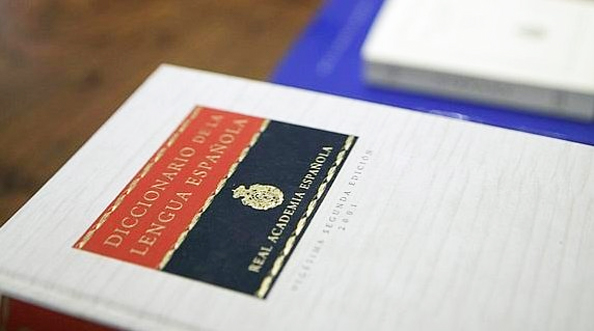 DICCIONARIO DE LA
LENGUA ESPAÑOLA
REAL ACADEMIA ESPAÑOLA
VIGÉSIMA SEGUNDA EDICIÓN
2001